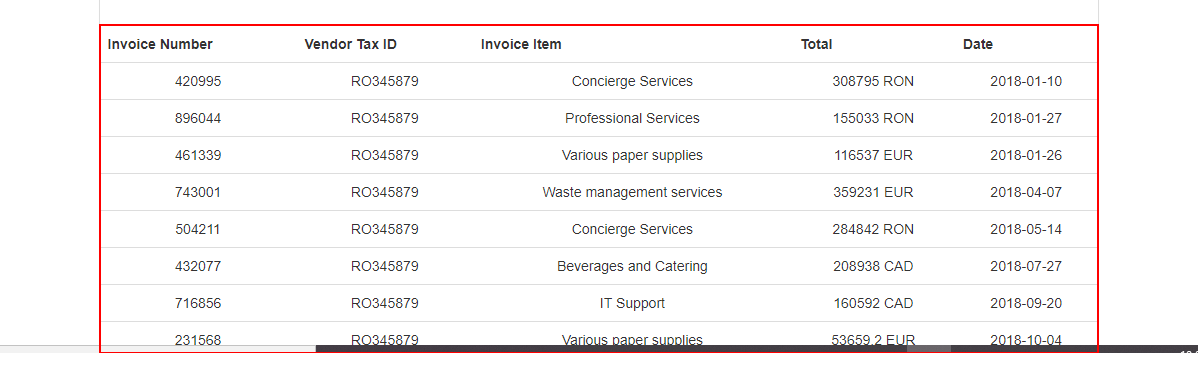 Invoice Number Vendor Tax ID Invoice Item Total Date
420995 RO345879 Concierge Services 308795 RON 2018-01-10
896044 RO345879 Professional Services 155033 RON 2018-01-27
461339 RO345879 Various paper supplies 116537 EUR 2018-01-26
743001 RO345879 Waste management services 359231 EUR 2018-04-07
504211 RO345879 Concierge Services 284842 RON 2018-05-14
432077 RO345879 Beverages and Catering 208938 CAD 2018-07-27
716856 RO345879 IT Support 160592 CAD 2018-09-20
231568 RO345879 Various paper supplies 53659.2 EUR 2018-10-04